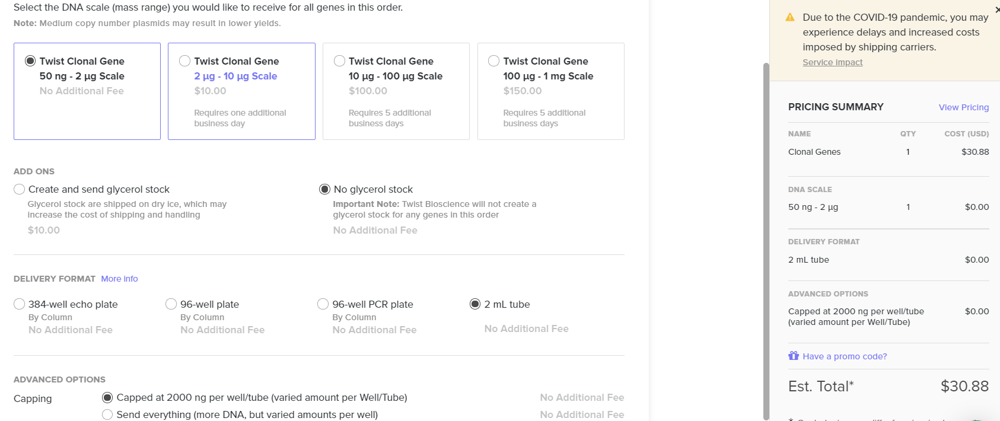 Select the DNA scale (mass range) you would like to receive for all genes in this order.
Note: Medium copy number plasmids may result in lower yields.
Twist Clonal Gene
50 ng - 2 μg Scale
No Additional Fee
Twist Clonal Gene
2 μg - 10 μg Scale
$10.00
Requires one additional
business day
Twist Clonal Gene
10 μg - 100 μg Scale
$100.00
Requires 5 additional
business days
Twist Clonal Gene
100 μg - 1 mg Scale
$150.00
Requires 5 additional
business days
ADD ONS
Create and send glycerol stock
Glycerol stock are shipped on dry ice, which may
increase the cost of shipping and handling
$10.00
No glycerol stock
Important Note: Twist Bioscience will not create a
glycerol stock for any genes in this order
No Additional Fee
DELIVERY FORMAT More info
384-well echo plate
By Column
No Additional Fee
96-well plate
By Column
No Additional Fee
96-well PCR plate
By Column
No Additional Fee
2 mL tube
No Additional Fee
ADVANCED OPTIONS
Capping
Capped at 2000 ng per well/tube (varied amount per Well/Tube) No Additional Fee
Send everything (more DNA, but varied amounts per well) No Additional Fee
Due to the COVID-19 pandemic, you may
experience delays and increased costs
imposed by shipping carriers.
Service impact
PRICING SUMMARY View Pricing
NAME QTY COST (USD)
Clonal Genes 1 $30.88
DNA SCALE
50 ng - 2 μg 1 $0.00
DELIVERY FORMAT
2 mL tube $0.00
ADVANCED OPTIONS
Capped at 2000 ng per well/tube $0.00
(varied amount per Well/Tube)
Have a promo code?
Est. Total* $30.88